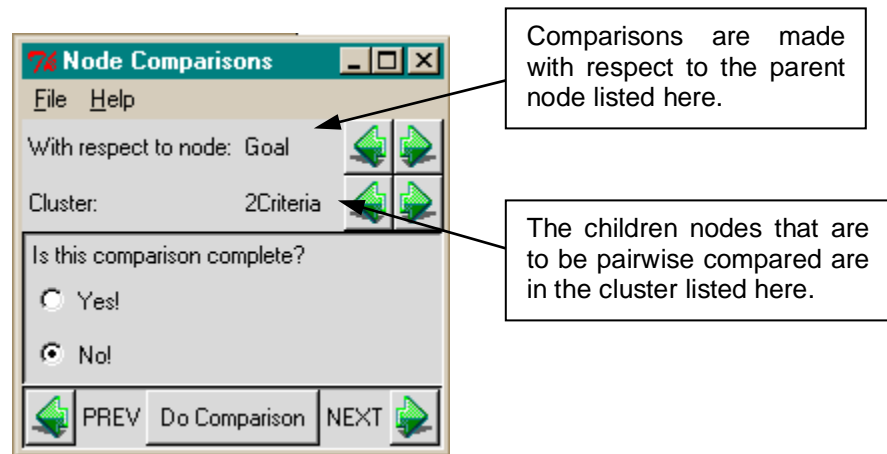 Node Comparisons
File Help
With respect to node: Goal
Cluster: 2Criteria
Is this comparison complete?
Yes!
No!
PREV Do Comparison NEXT
Comparisons are made
with respect to the parent
node listed here.
The children nodes that are
to be pairwise compared are
in the cluster listed here.